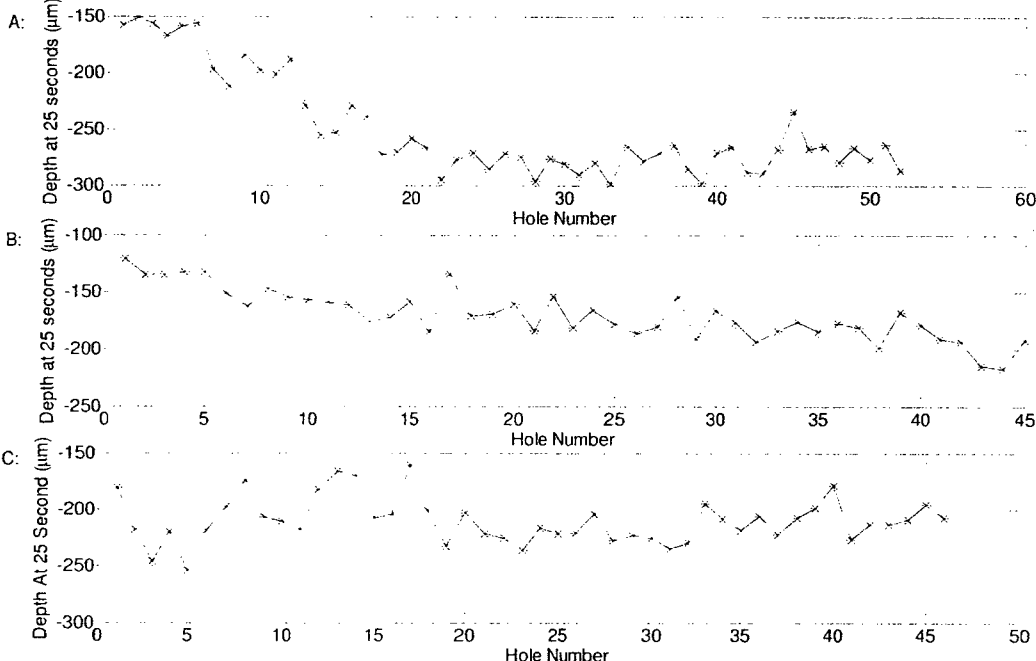 A:
Depth at 25 seconds (µm)
-150
-200
-250
-300
0 10 20 30 40 50 60
Hole Number
B:
Depth at 25 seconds (µm)
-100
-150
-200
-250
0 5 10 15 20 25 30 35 40 45
Hole Number
C:
Depth At 25 Second (µm)
-150
-200
-250
-300
0 5 10 15 20 25 30 35 40 45 50
Hole Number